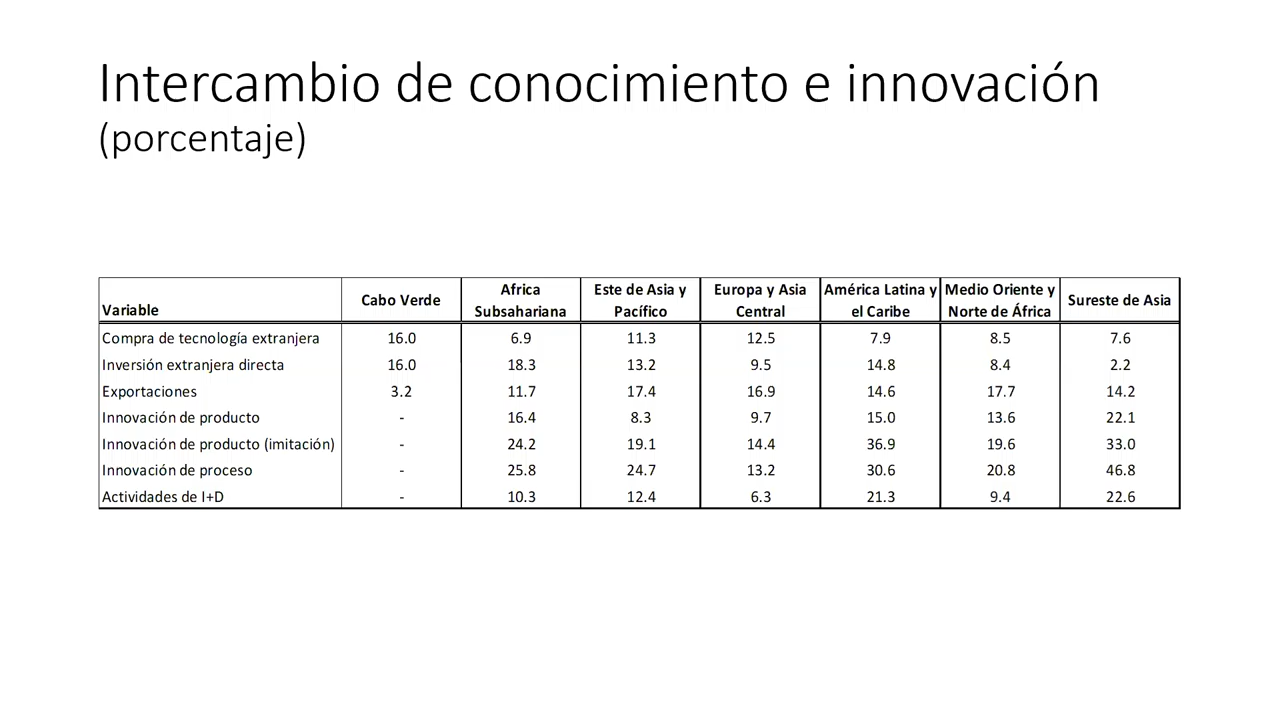 Intercambio de conocimiento e innovación
(porcentaje)
Variable Cabo Verde Africa Subsahariana Este de Asia y Pacífico Europa y Asia Central América Latina y el Caribe Medio Oriente y Norte de África Sureste de Asia
Compra de tecnología extranjera 16.0 6.9 11.3 12.5 7.9 8.5 7.6
Inversión extranjera directa 16.0 18.3 13.2 9.5 14.8 8.4 2.2
Exportaciones 3.2 11.7 17.4 16.9 14.6 17.7 14.2
Innovación de producto - 16.4 8.3 9.7 15.0 13.6 22.1
Innovación de producto (imitación) - 24.2 19.1 14.4 36.9 19.6 33.0
Innovación de proceso - 25.8 24.7 13.2 30.6 20.8 46.8
Actividades de I+D - 10.3 12.4 6.3 21.3 9.4 22.6